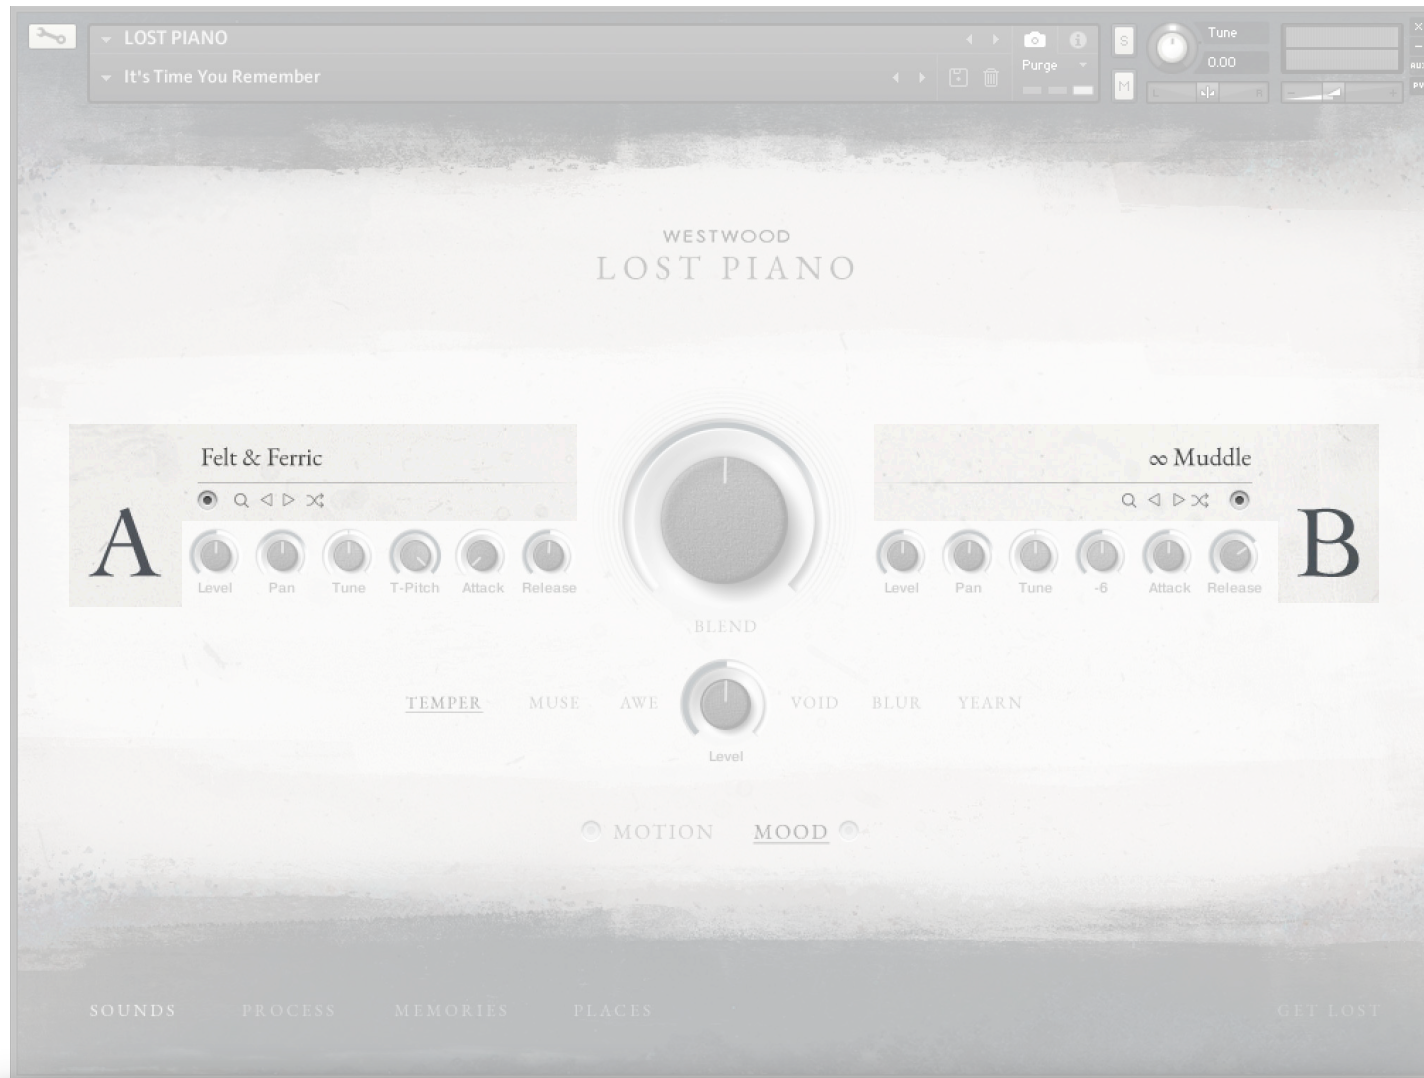 LOST PIANO
It's Time You Remember
Purge
S
M
Tune
0.00
L R
AUX
PV
WESTWOOD
LOST PIANO
Felt & Ferric
∞ Muddle
A
B
Level Pan Tune T-Pitch Attack Release
Level Pan Tune -6 Attack Release
BLEND
TEMPER MUSE AWE VOID BLUR YEARN
Level
MOTION MOOD
SOUNDS PROCESS MEMORIES PLACES GET LOST